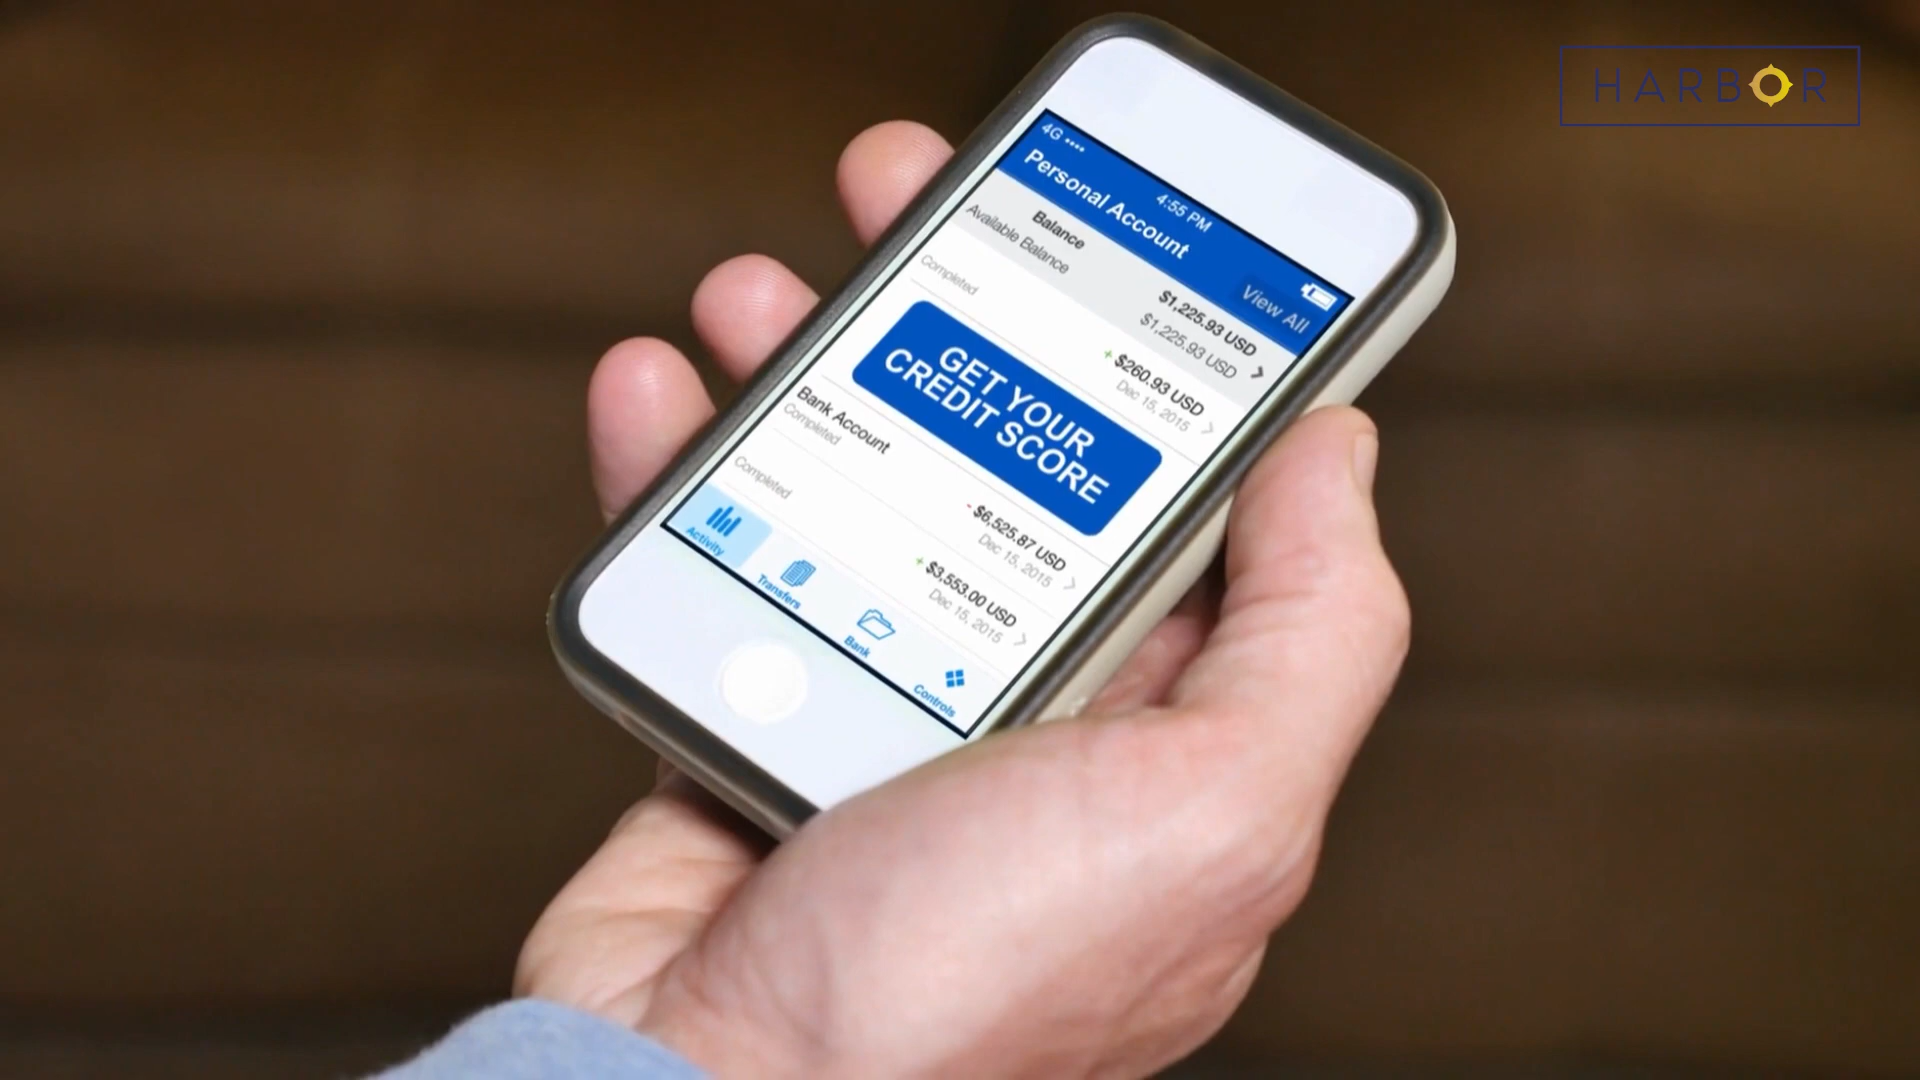 HARBOR
4G
4:55 PM
Personal Account
View All
Balance
$1,225.93 USD
Available Balance
$1,225.93 USD
Completed
+ $260.93 USD
Dec 15, 2015
GET YOUR
CREDIT SCORE
Bank Account
Completed
- $6,525.87 USD
Dec 15, 2015
Completed
+ $3,553.00 USD
Dec 15, 2015
Activity
Transfers
Bank
Controls